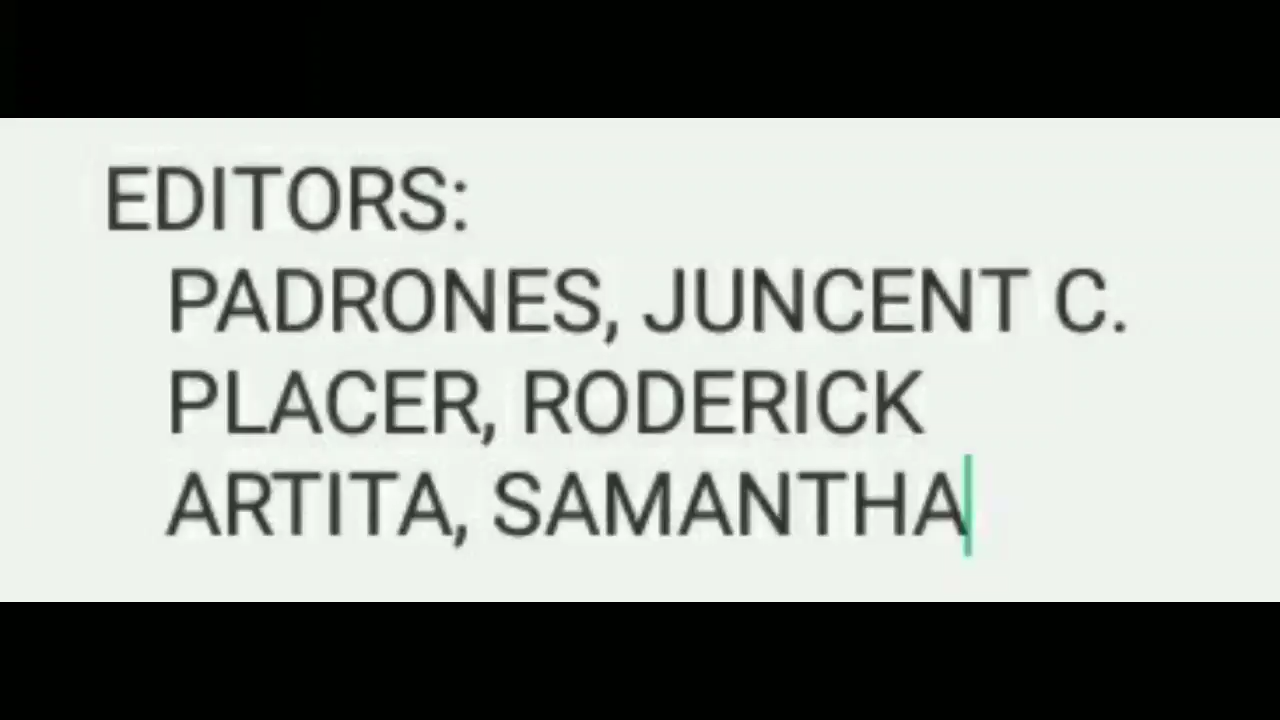 EDITORS:
PADRONES, JUNCENT C.
PLACER, RODERICK
ARTITA, SAMANTHA